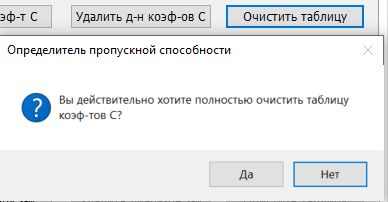 эф-т С Удалить д-н коэф-ов С Очистить таблицу
Определитель пропускной способности
Вы действительно хотите полностью очистить таблицу
коэф-тов С?
Да Нет